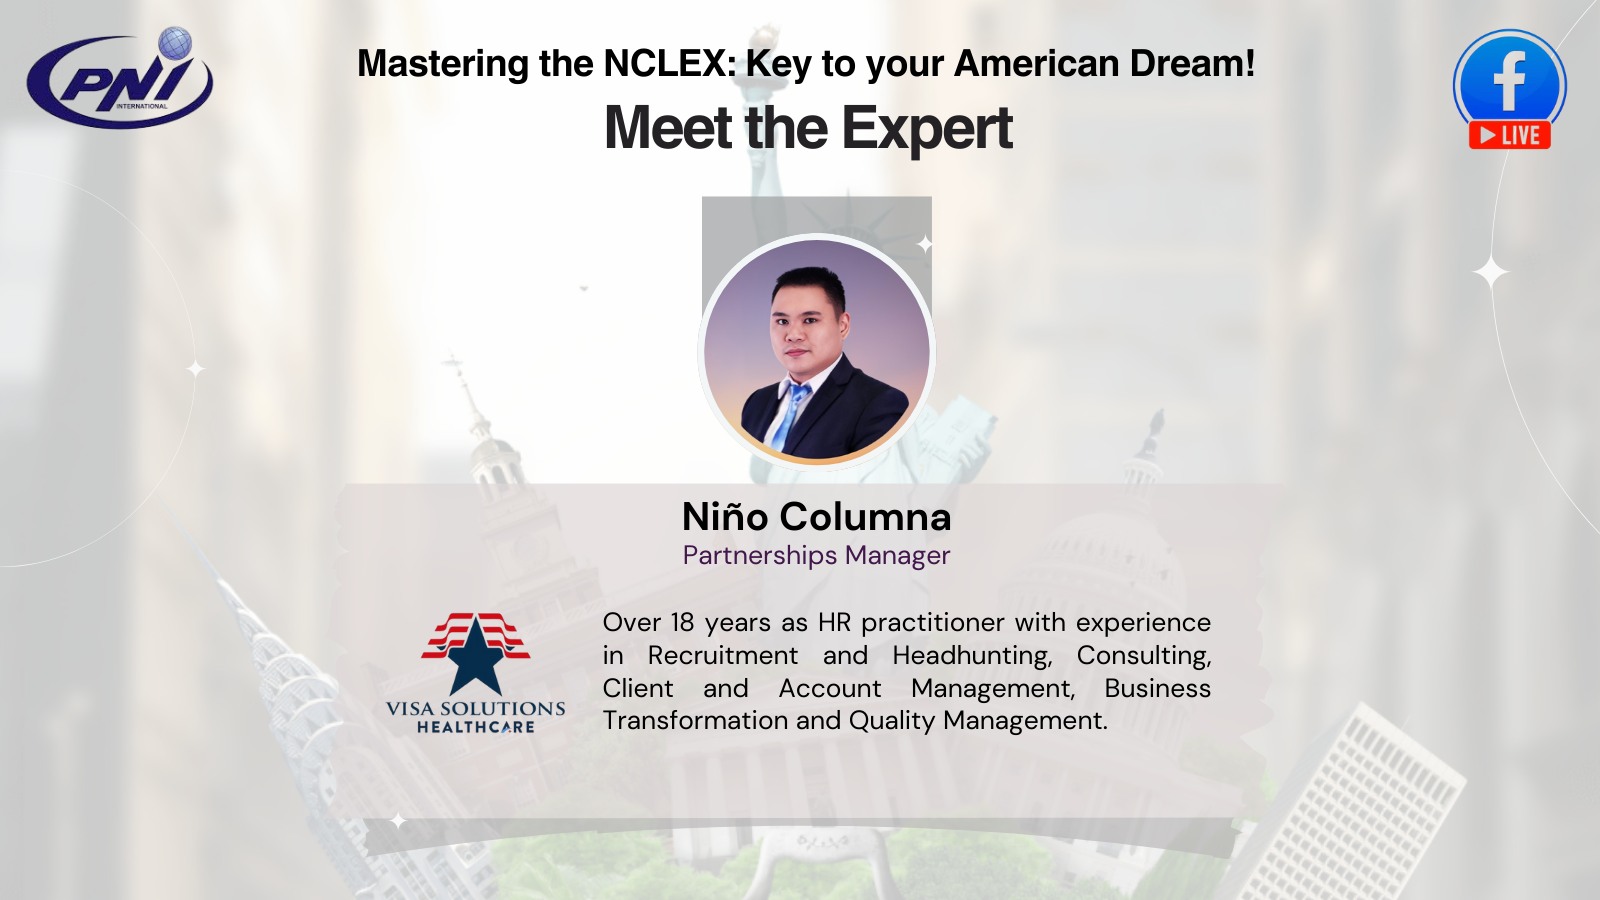 PNI
INTERNATIONAL
Mastering the NCLEX: Key to your American Dream!
Meet the Expert
f
LIVE
Niño Columna
Partnerships Manager
VISA SOLUTIONS
HEALTHCARE
Over 18 years as HR practitioner with experience
in Recruitment and Headhunting, Consulting,
Client and Account Management, Business
Transformation and Quality Management.